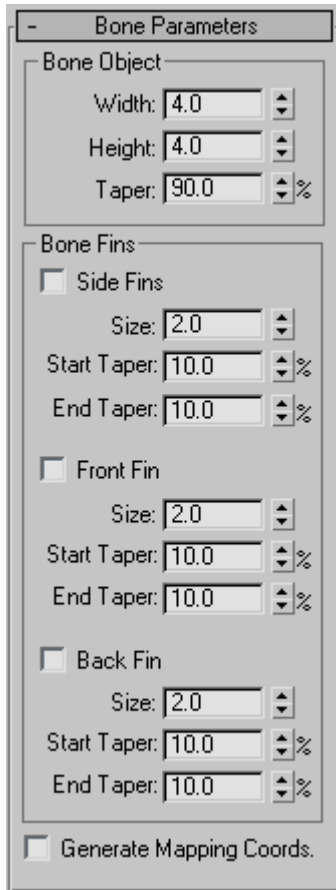 - Bone Parameters
Bone Object
Width: 4.0
Height: 4.0
Taper: 90.0 %
Bone Fins
Side Fins
Size: 2.0
Start Taper: 10.0 %
End Taper: 10.0 %
Front Fin
Size: 2.0
Start Taper: 10.0 %
End Taper: 10.0 %
Back Fin
Size: 2.0
Start Taper: 10.0 %
End Taper: 10.0 %
Generate Mapping Coords.